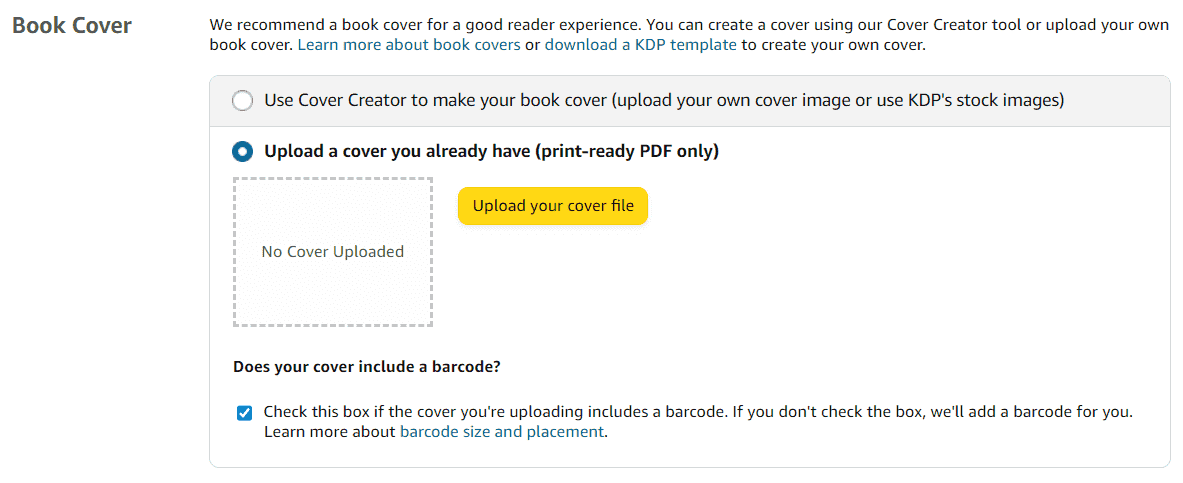 Book Cover
We recommend a book cover for a good reader experience. You can create a cover using our Cover Creator tool or upload your own
book cover. Learn more about book covers or download a KDP template to create your own cover.
Use Cover Creator to make your book cover (upload your own cover image or use KDP's stock images)
Upload a cover you already have (print-ready PDF only)
Upload your cover file
No Cover Uploaded
Does your cover include a barcode?
Check this box if the cover you're uploading includes a barcode. If you don't check the box, we'll add a barcode for you.
Learn more about barcode size and placement.